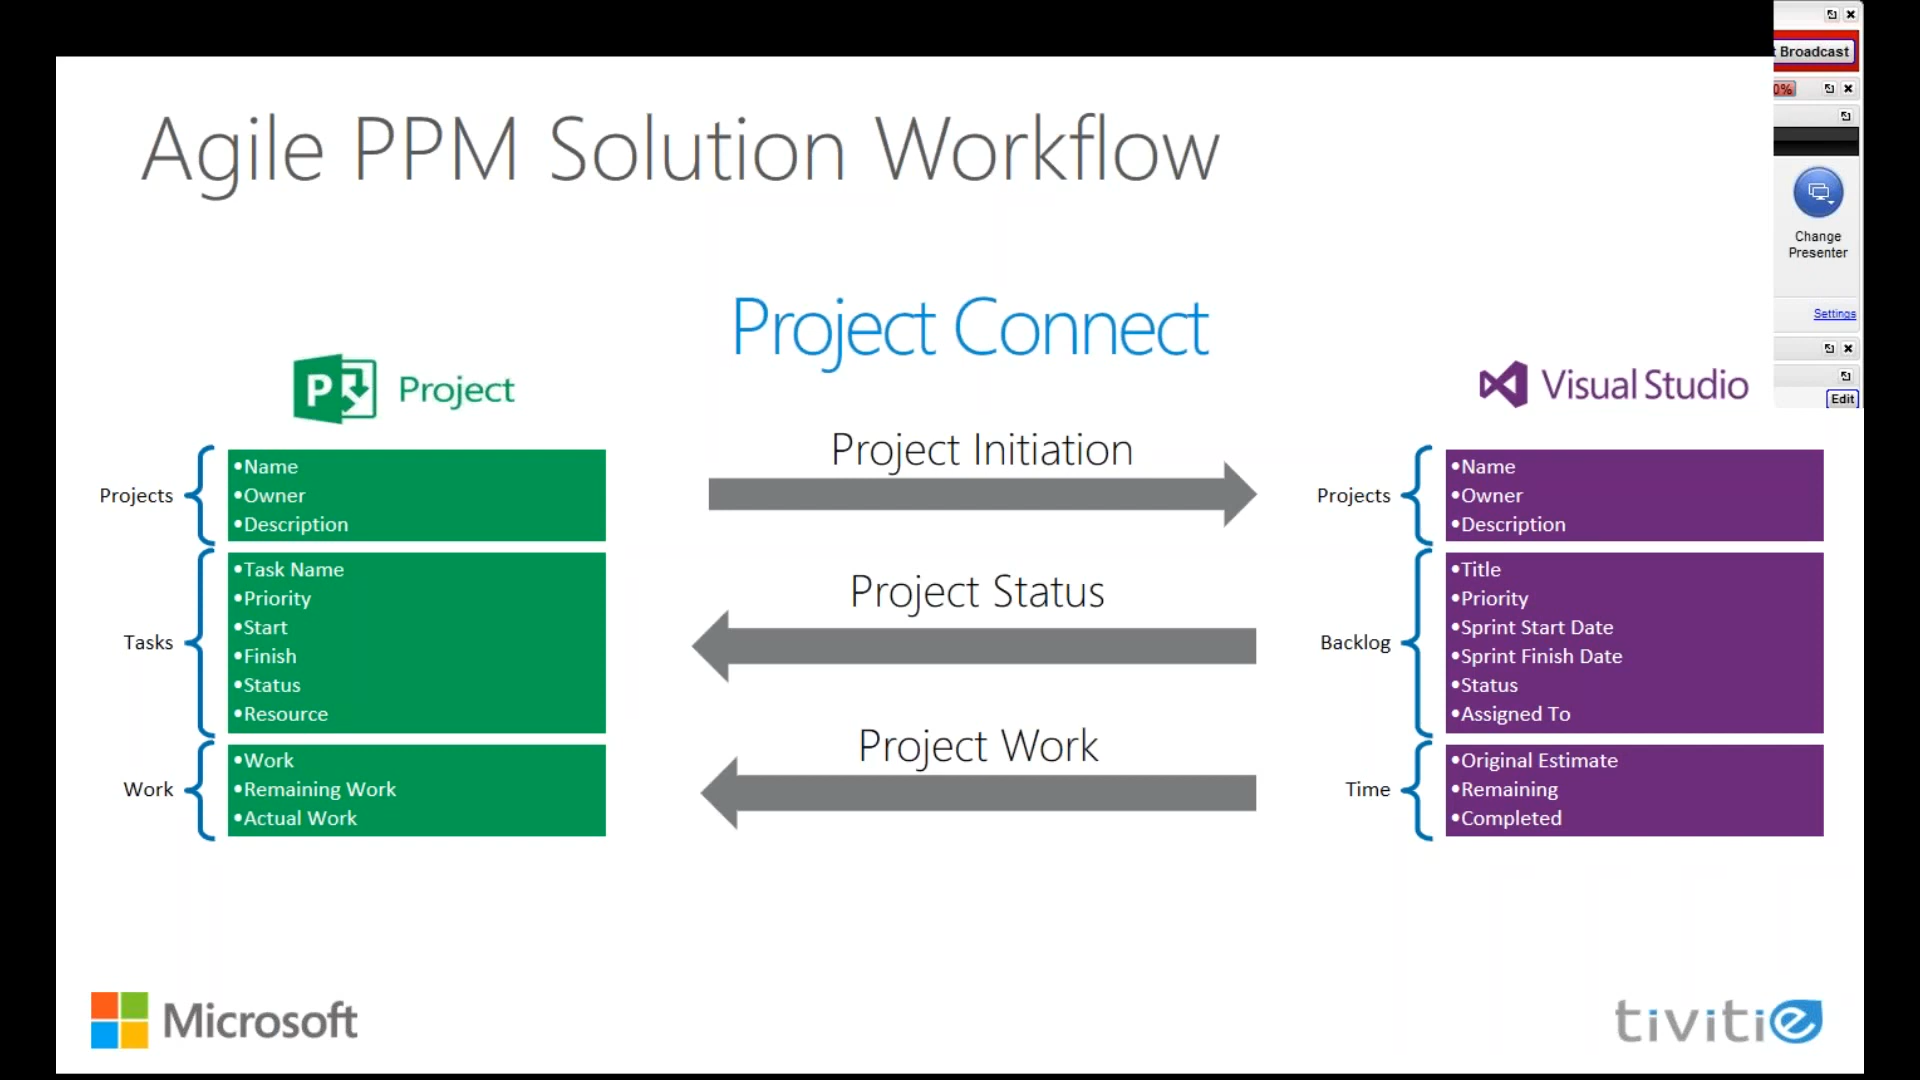 Agile PPM Solution Workflow
Project Connect
Project
Projects
•Name
•Owner
•Description
Tasks
•Task Name
•Priority
•Start
•Finish
•Status
•Resource
Work
•Work
•Remaining Work
•Actual Work
Project Initiation
Project Status
Project Work
Visual Studio
Projects
•Name
•Owner
•Description
Backlog
•Title
•Priority
•Sprint Start Date
•Sprint Finish Date
•Status
•Assigned To
Time
•Original Estimate
•Remaining
•Completed
Microsoft
tivitie
Broadcast
0%
Change
Presenter
Settings
Edit